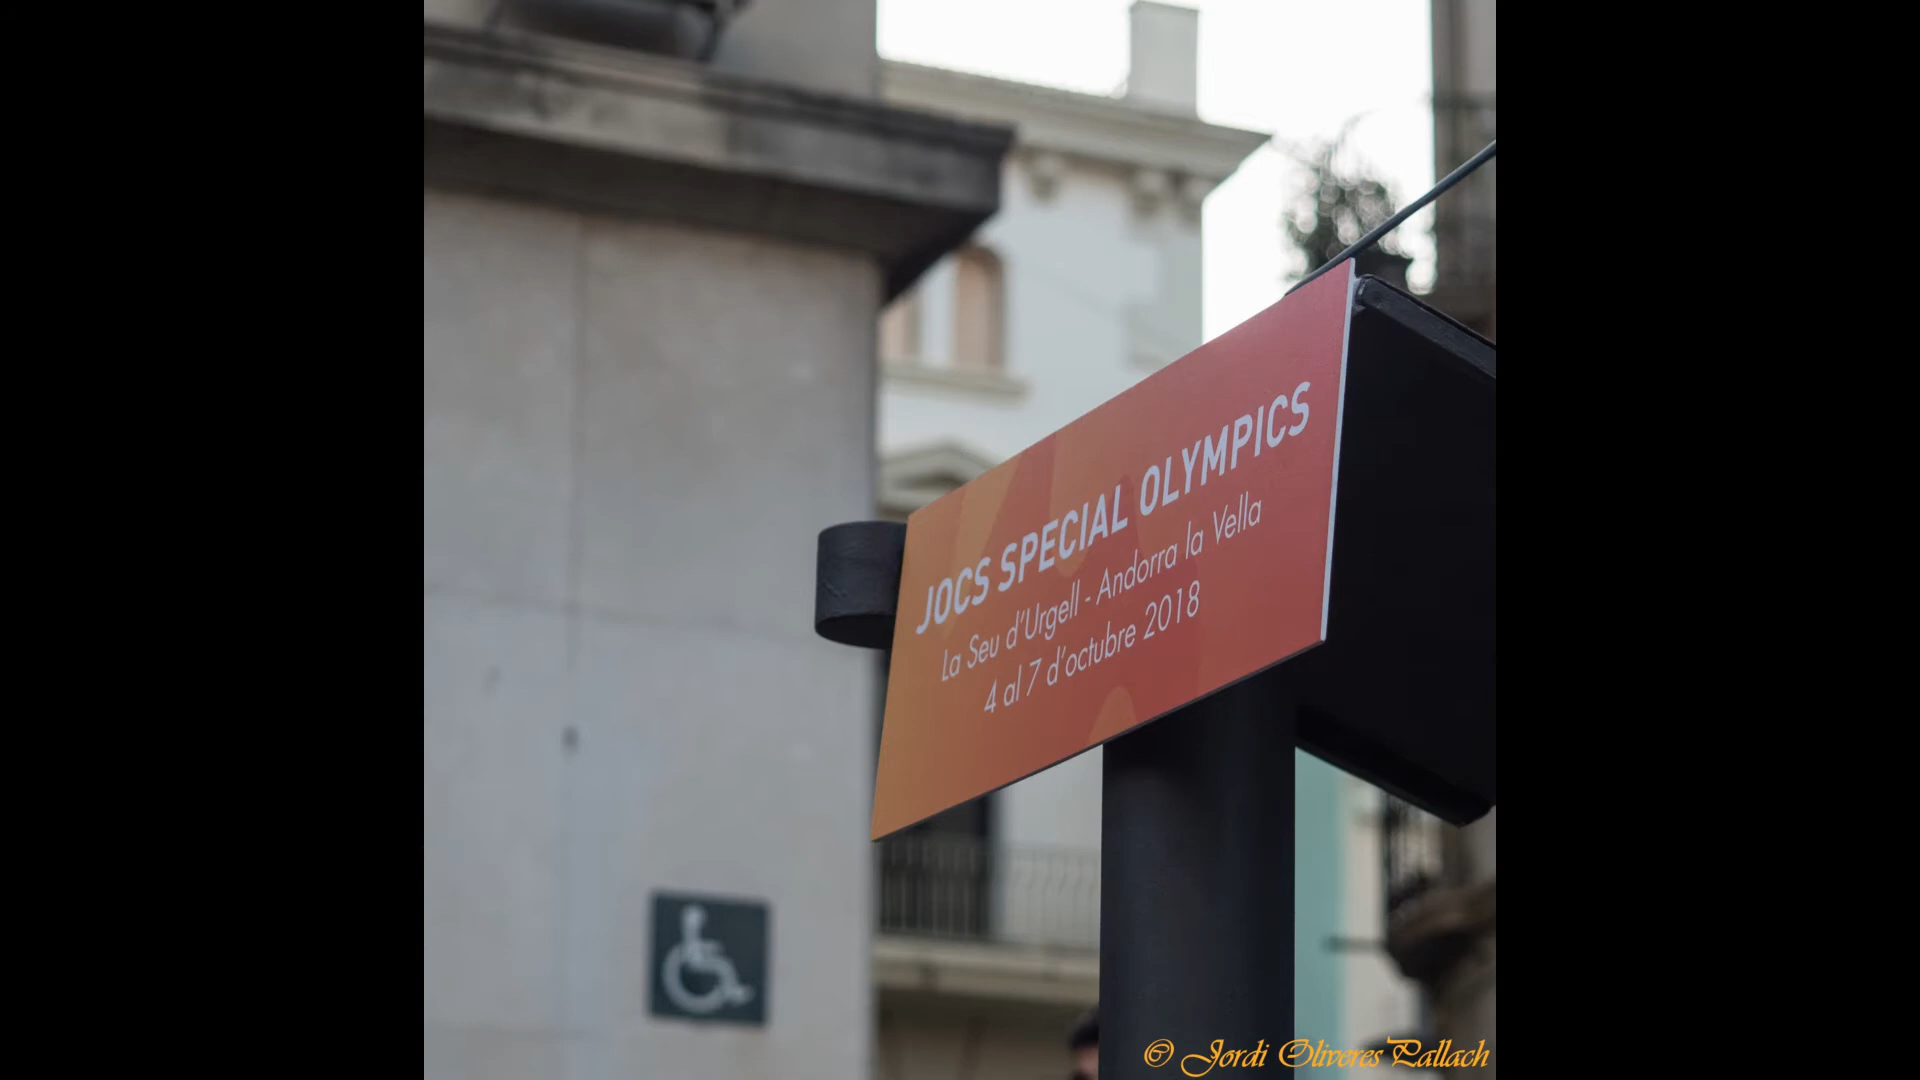 JOCS SPECIAL OLYMPICS
La Seu d'Urgell - Andorra la Vella
4 al 7 d'octubre 2018
© Jordi Oliveres Pallach